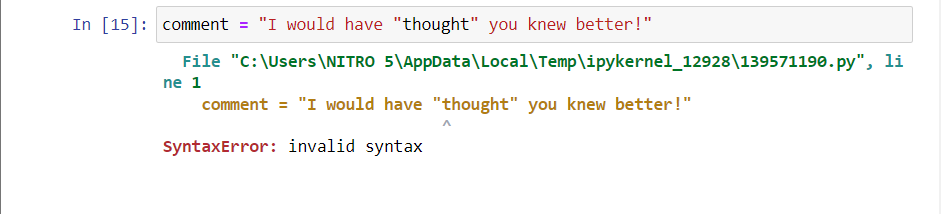 In [15]: comment = "I would have "thought" you knew better!"
File "C:\Users\NITRO 5\AppData\Local\Temp\ipykernel_12928\139571190.py", li
ne 1
comment = "I would have "thought" you knew better!"
^
SyntaxError: invalid syntax